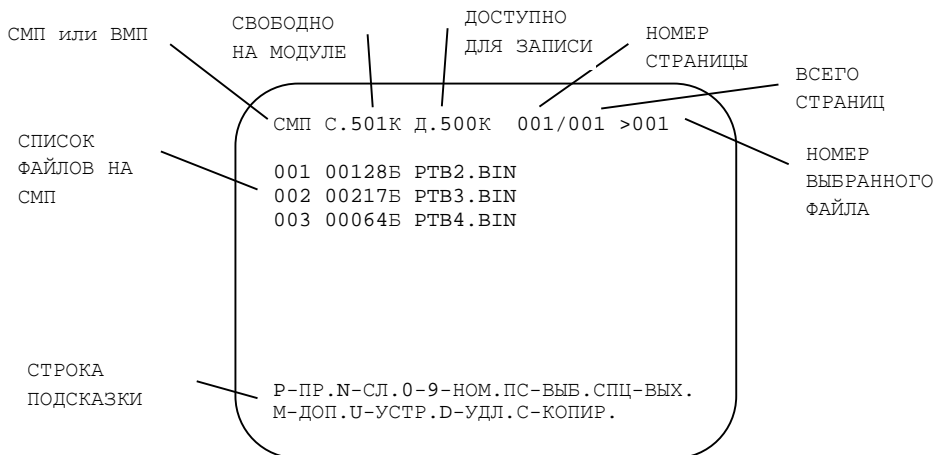 СМП или ВМП
СВОБОДНО
НА МОДУЛЕ
ДОСТУПНО
ДЛЯ ЗАПИСИ
НОМЕР
СТРАНИЦЫ
ВСЕГО
СТРАНИЦ
СМП С.501К Д.500К 001/001 >001
СПИСОК
ФАЙЛОВ НА
СМП
001 00128Б PTB2.BIN
002 00217Б PTB3.BIN
003 00064Б PTB4.BIN
НОМЕР
ВЫБРАННОГО
ФАЙЛА
СТРОКА
ПОДСКАЗКИ
P-ПР.N-СЛ.0-9-НОМ.ПС-ВЫБ.СПЦ-ВЫХ.
M-ДОП.U-УСТР.D-УДЛ.C-КОПИР.